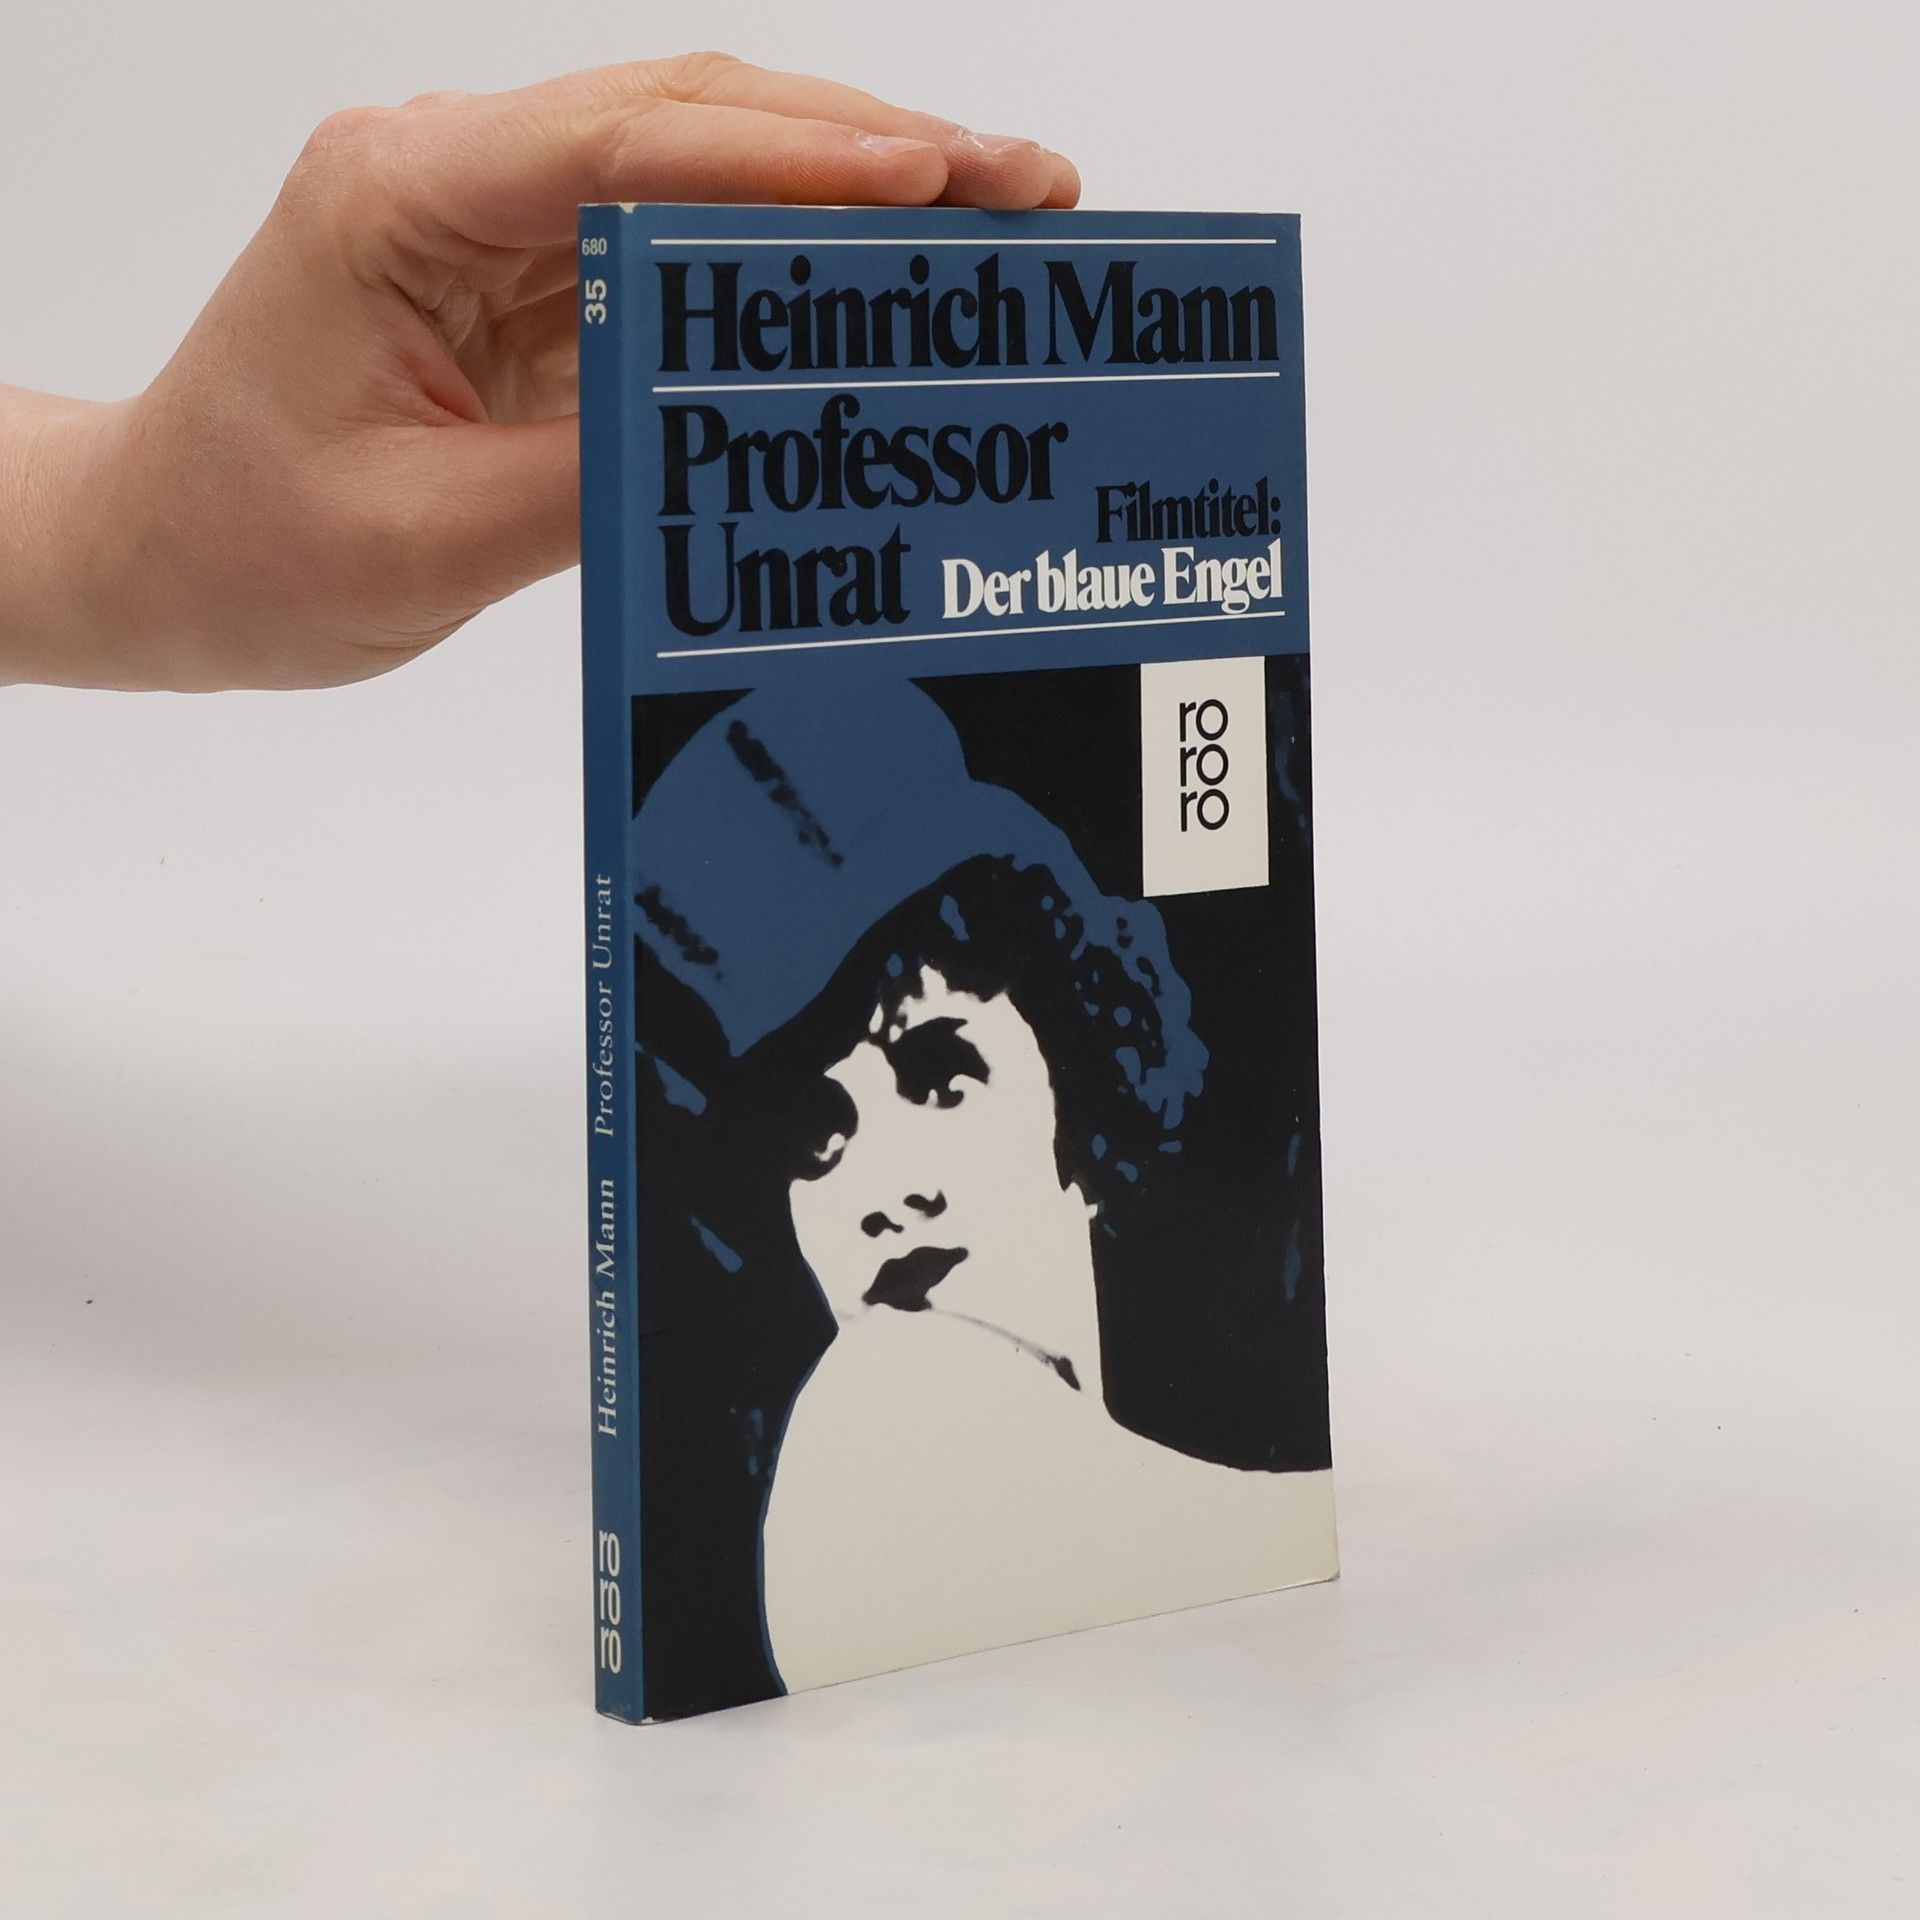 680
35
Heinrich Mann
Professor
Unrat
Filmtitel:
Der blaue Engel
ro
ro
ro
Heinrich Mann Professor Unrat
ro
ro
ro